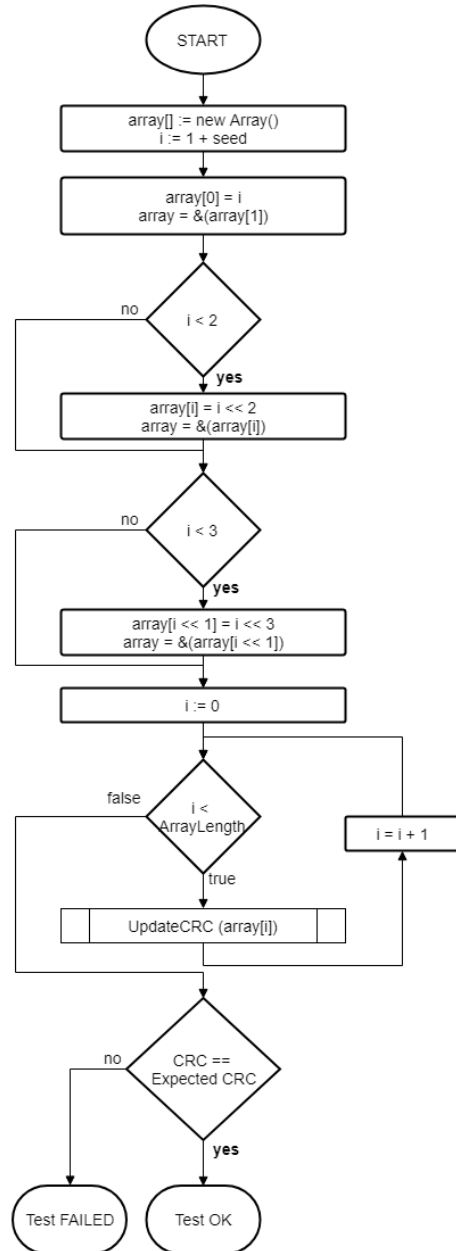 START
array[] := new Array()
i := 1 + seed
array[0] = i
array = &(array[1])
no
i < 2
yes
array[i] = i << 2
array = &(array[i])
no
i < 3
yes
array[i << 1] = i << 3
array = &(array[i << 1])
i := 0
false
i <
ArrayLength
i = i + 1
true
UpdateCRC (array[i])
no
CRC ==
Expected CRC
yes
Test FAILED
Test OK